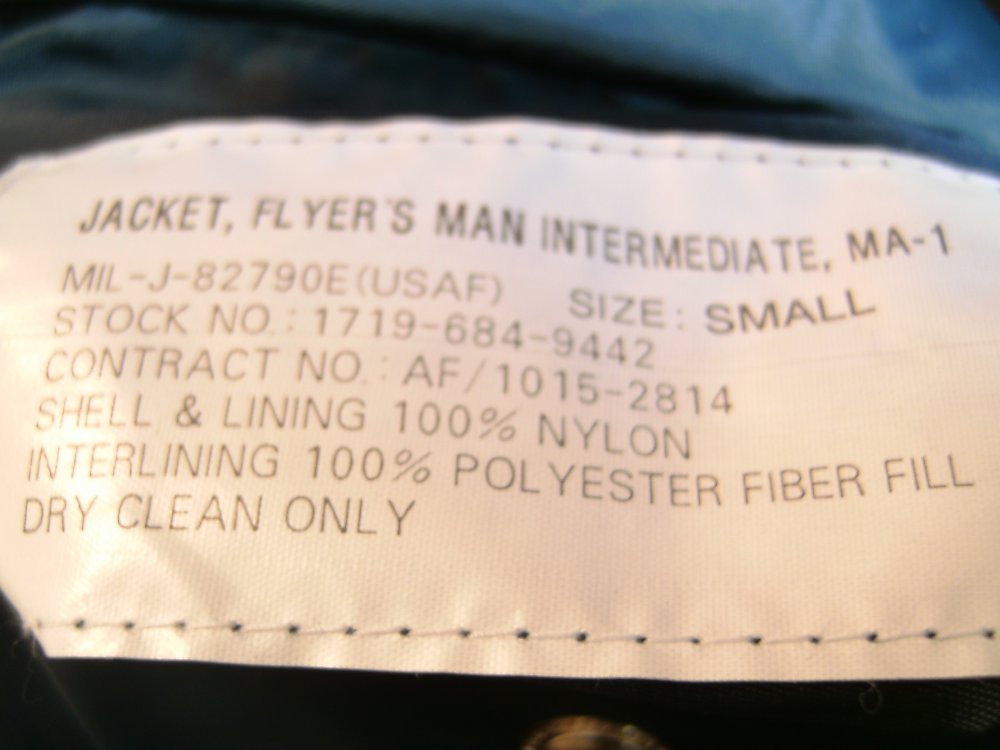 JACKET, FLYER'S MAN INTERMEDIATE, MA-1
MIL-J-82790E(USAF) SIZE: SMALL
STOCK NO.: 1719-684-9442
CONTRACT NO.: AF/1015-2814
SHELL & LINING 100% NYLON
INTERLINING 100% POLYESTER FIBER FILL
DRY CLEAN ONLY